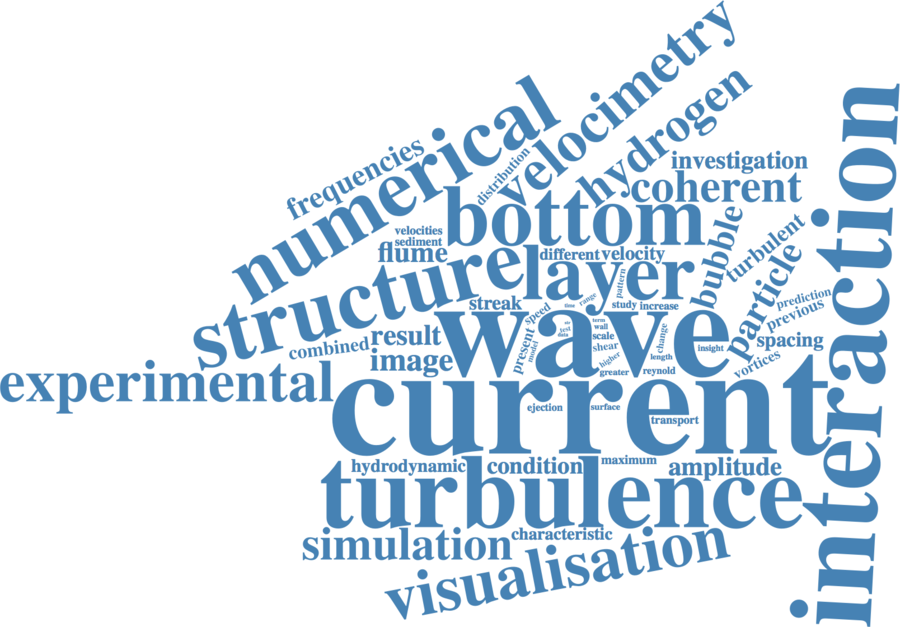 velocimetry
numerical
hydrogen
interaction
frequencies
distribution
investigation
coherent
bottom
velocities
sediment
flume
different
velocity
bubble
turbulent
structure
layer
pattern
particle
streak
speed
time
range
study
increase
prediction
previous
wave
combined
result
image
present
model
test
data
term
wall
scale
shear
higher
greater
change
length
reynold
insight
spacing
vortices
experimental
current
ejection
surface
transport
hydrodynamic
condition
maximum
amplitude
turbulence
simulation
characteristic
visualisation